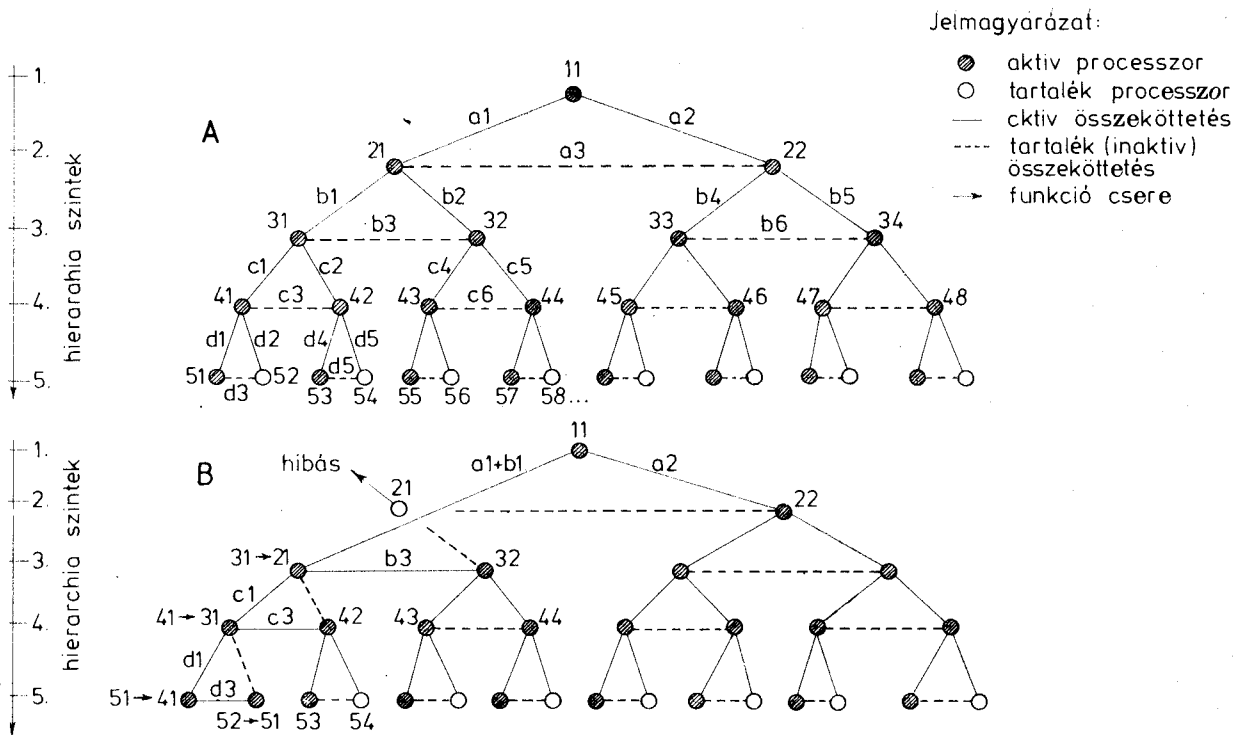 Jelmagyarázat:
aktiv processzor
tartalék processzor
cktiv összeköttetés
tartalék (inaktiv)
összeköttetés
funkció csere
hierarahia szintek
1.
2.
3.
4.
5.
A
11
a1 a2
21 a3 22
b1 b2 b4 b5
31 b3 32 33 b6 34
c1 c2 c4 c5
41 c3 42 43 c6 44 45 46 47 48
d1 d2 d4 d5
51 d3 52 53 d5 54 55 56 57 58...
hierarchia szintek
1.
2.
3.
4.
5.
B
11
hibás a1+b1 a2
21 22
31→21 b3 32
c1
41→31 c3 42 43 44
d1
51→41 d3
52→51 53 54